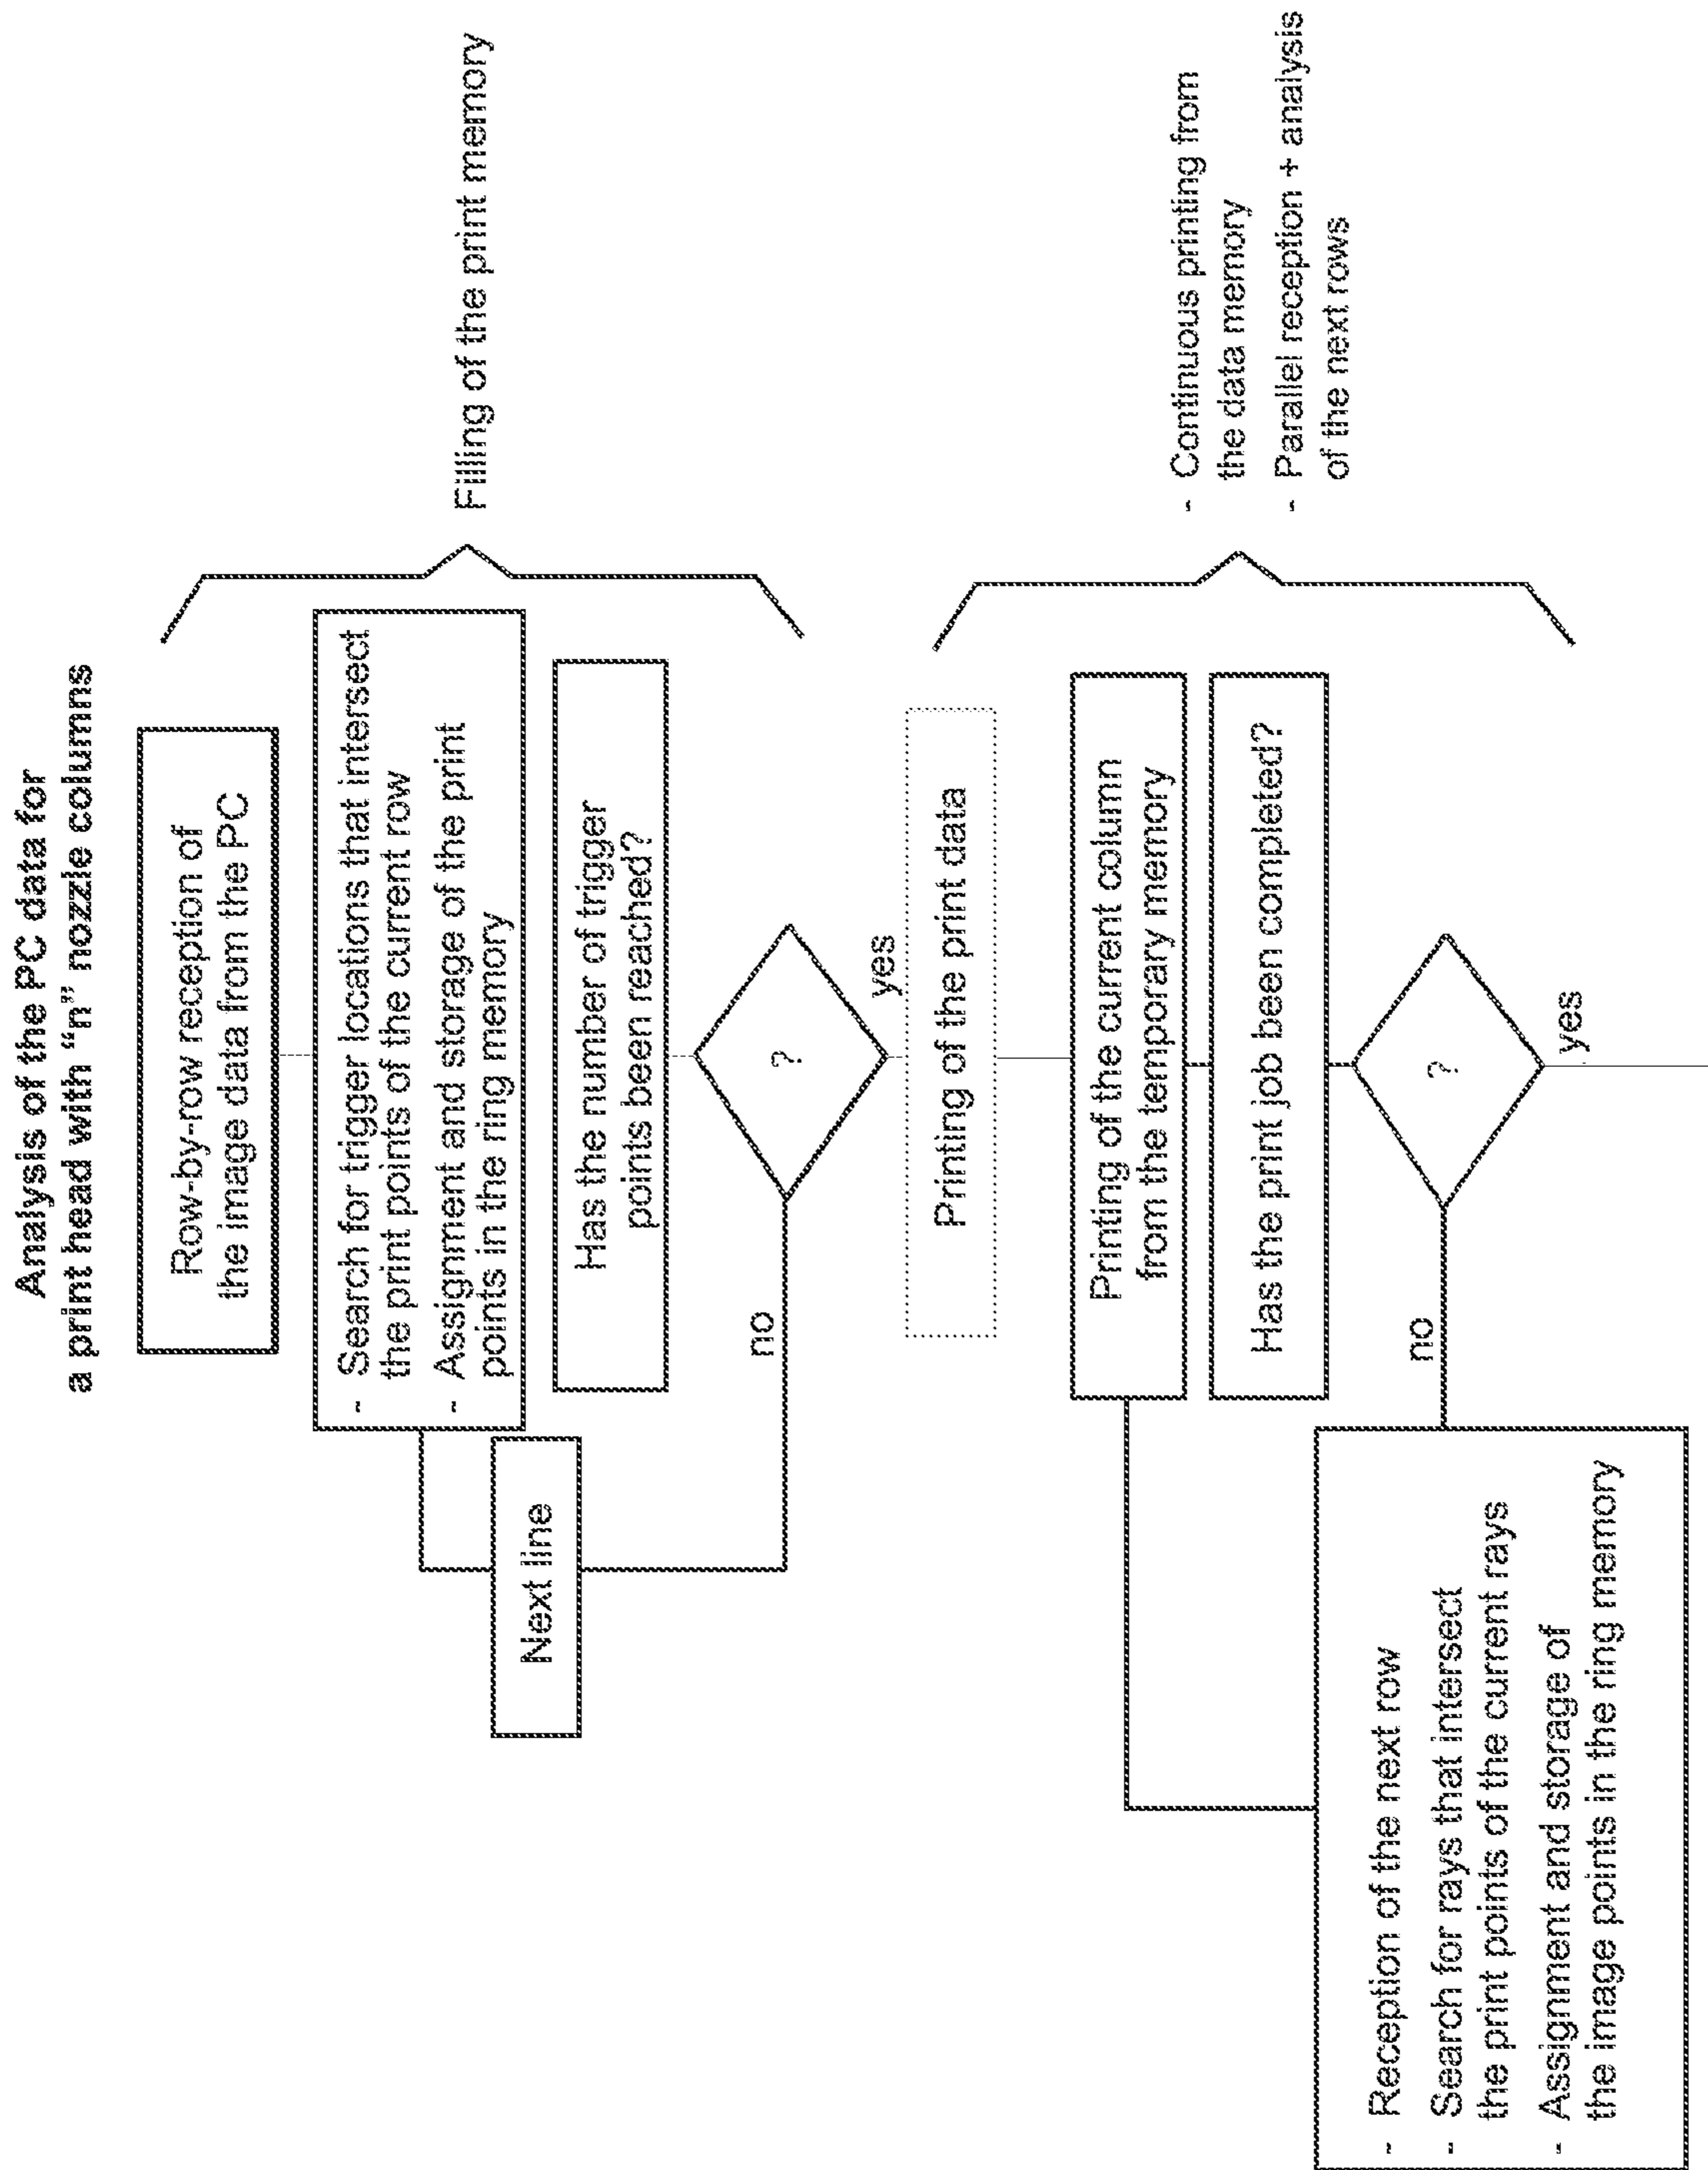 Analysis of the PC data for
a print head with “n” nozzle columns
Row-by-row reception of
the image data from the PC
- Search for trigger locations that intersect
the print points of the current row
- Assignment and storage of the print
points in the ring memory
Next line
Has the number of trigger
points been reached?
?
no
yes
Filling of the print memory
Printing of the print data
Printing of the current column
from the temporary memory
Has the print job been completed?
?
no
yes
- Reception of the next row
- Search for rays that intersect
the print points of the current rays
- Assignment and storage of
the image points in the ring memory
- Continuous printing from
the data memory
- Parallel reception + analysis
of the next rows